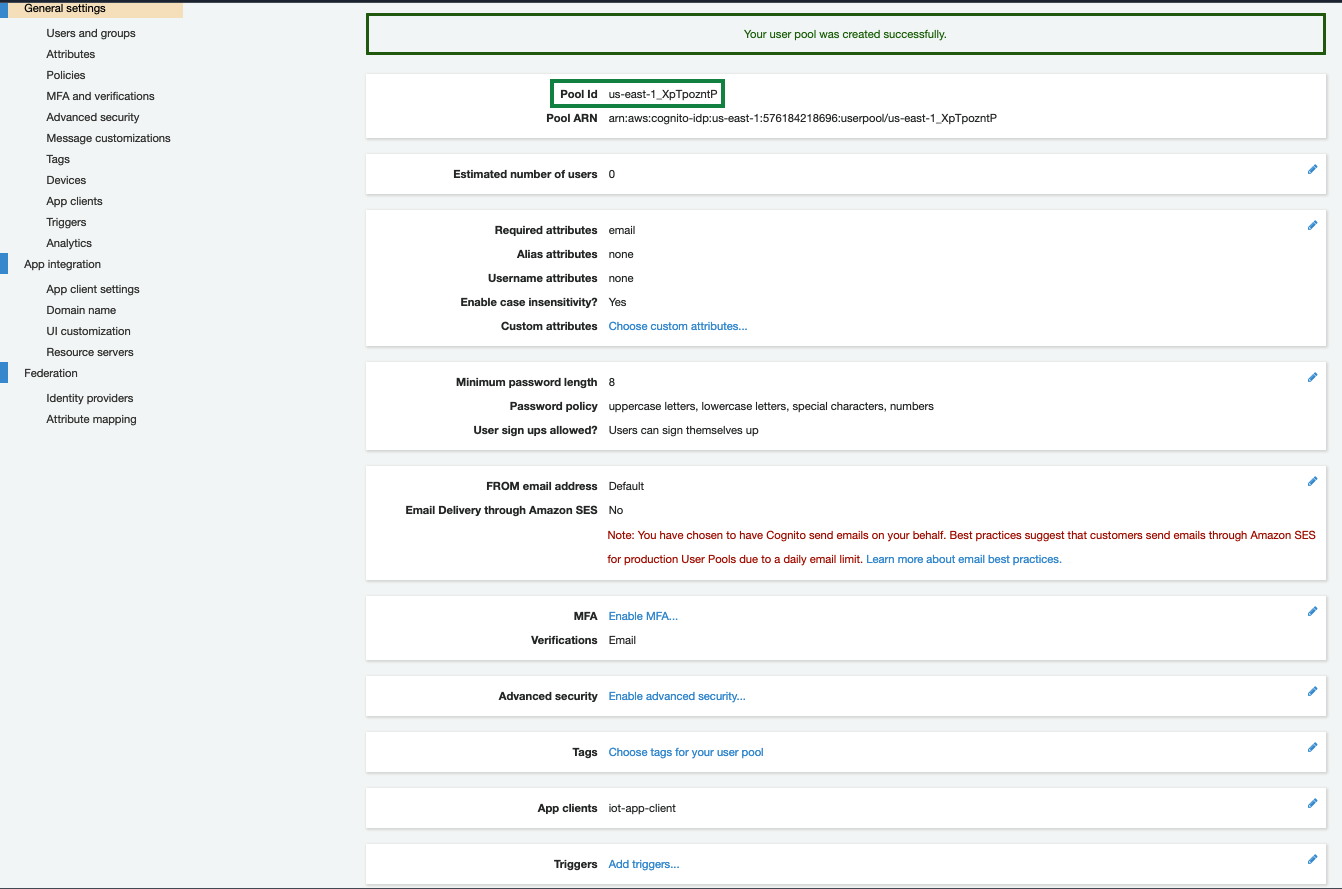 General settings
Users and groups
Attributes
Policies
MFA and verifications
Advanced security
Message customizations
Tags
Devices
App clients
Triggers
Analytics
App integration
App client settings
Domain name
UI customization
Resource servers
Federation
Identity providers
Attribute mapping
Your user pool was created successfully.
Pool Id us-east-1_XpTpozntP
Pool ARN arn:aws:cognito-idp:us-east-1:576184218696:userpool/us-east-1_XpTpozntP
Estimated number of users 0
Required attributes email
Alias attributes none
Username attributes none
Enable case insensitivity? Yes
Custom attributes Choose custom attributes...
Minimum password length 8
Password policy uppercase letters, lowercase letters, special characters, numbers
User sign ups allowed? Users can sign themselves up
FROM email address Default
Email Delivery through Amazon SES No
Note: You have chosen to have Cognito send emails on your behalf. Best practices suggest that customers send emails through Amazon SES
for production User Pools due to a daily email limit. Learn more about email best practices.
MFA Enable MFA...
Verifications Email
Advanced security Enable advanced security...
Tags Choose tags for your user pool
App clients iot-app-client
Triggers Add triggers...